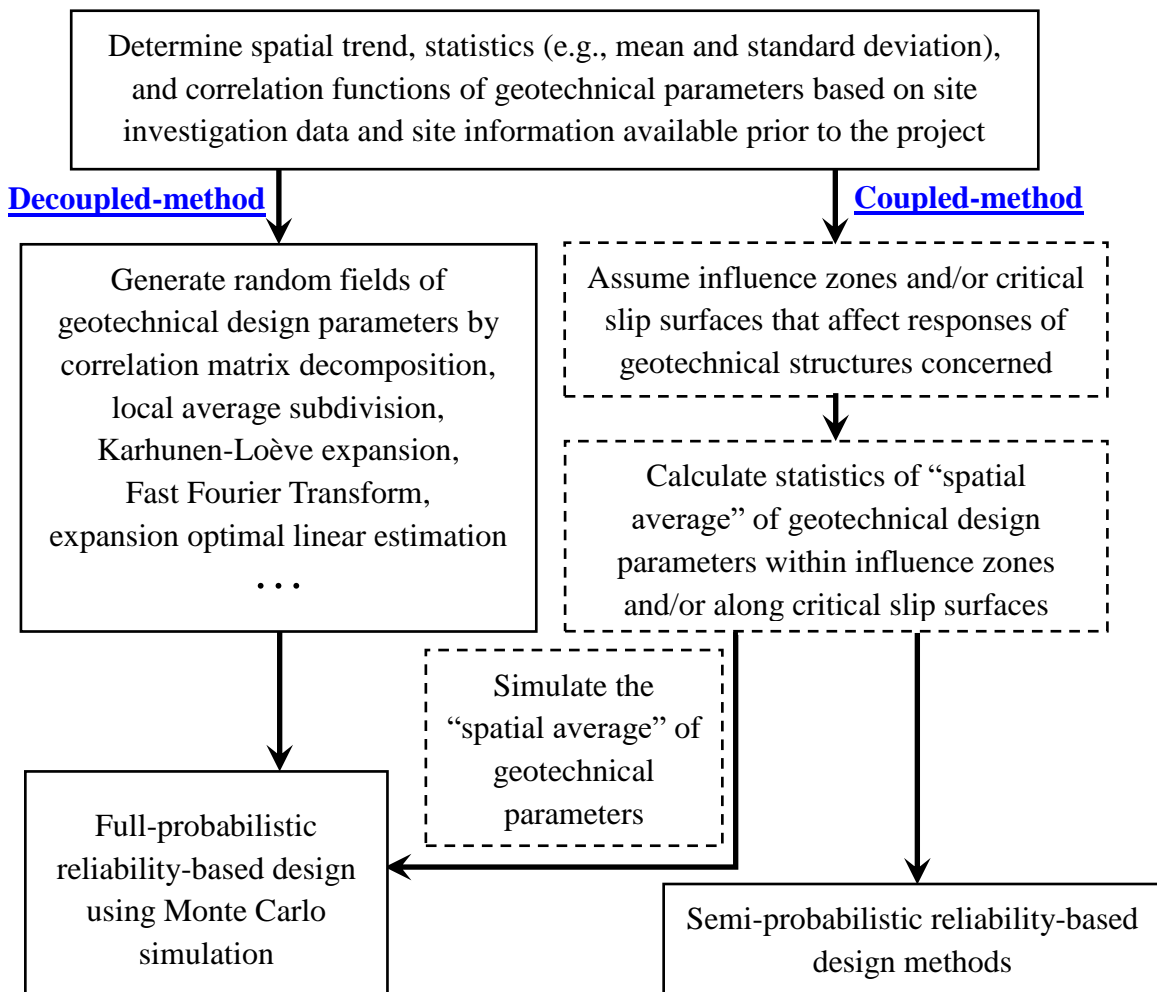 Determine spatial trend, statistics (e.g., mean and standard deviation),
and correlation functions of geotechnical parameters based on site
investigation data and site information available prior to the project
Decoupled-method
Coupled-method
Generate random fields of
geotechnical design parameters by
correlation matrix decomposition,
local average subdivision,
Karhunen-Loève expansion,
Fast Fourier Transform,
expansion optimal linear estimation
...
Assume influence zones and/or critical
slip surfaces that affect responses of
geotechnical structures concerned
Calculate statistics of “spatial
average” of geotechnical design
parameters within influence zones
and/or along critical slip surfaces
Simulate the
“spatial average” of
geotechnical
parameters
Full-probabilistic
reliability-based design
using Monte Carlo
simulation
Semi-probabilistic reliability-based
design methods